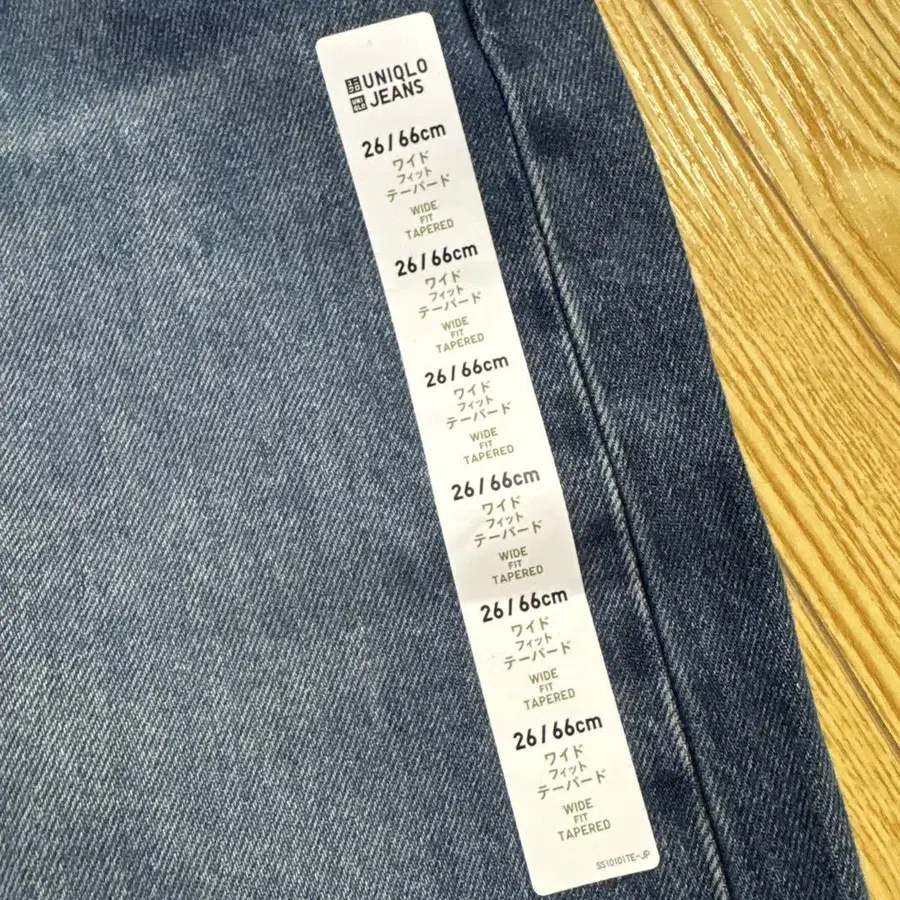 UNIQLO
JEANS
26/66cm
ワイド
フィット
テーパード
WIDE
FIT
TAPERED
26/66cm
ワイド
フィット
テーパード
WIDE
FIT
TAPERED
26/66cm
ワイド
フィット
テーパード
WIDE
FIT
TAPERED
26/66cm
ワイド
フィット
テーパード
WIDE
FIT
TAPERED
26/66cm
ワイド
フィット
テーパード
WIDE
FIT
TAPERED
26/66cm
ワイド
フィット
テーパード
WIDE
FIT
TAPERED
SS10101TE-JP